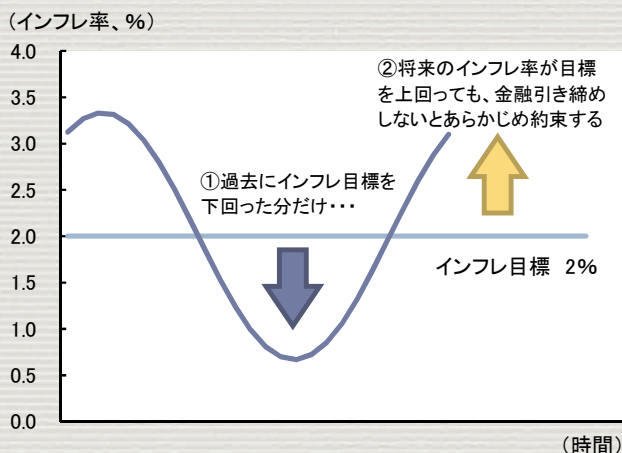 (インフレ率、%)
4.0
3.5
3.0
2.5
2.0
1.5
1.0
0.5
0.0
②将来のインフレ率が目標
を上回っても、金融引き締め
しないとあらかじめ約束する
①過去にインフレ目標を
下回った分だけ・・・
インフレ目標 2%
(時間)